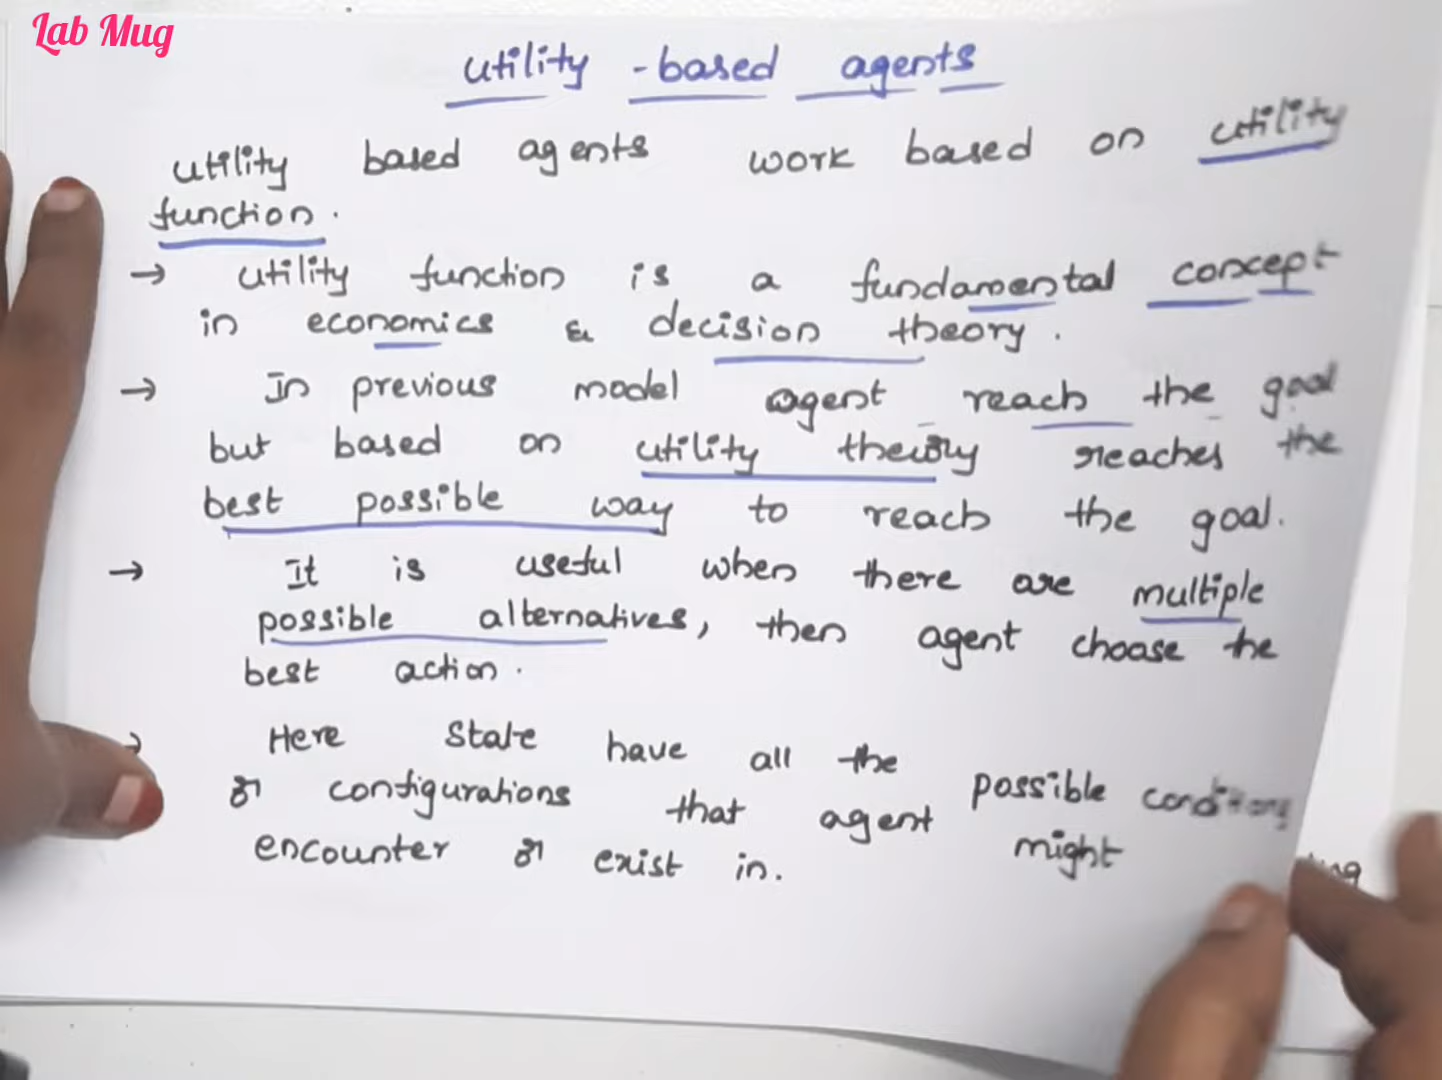 Lab Mug
utility -based agents
utility based agents work based on utility
function.
→ utility function is a fundamental concept
in economics & decision theory.
→ In previous model agent reach the goal
but based on utility theory reaches the
best possible way to reach the goal.
→ It is useful when there are multiple
possible alternatives, then agent choose the
best action.
Here State have all the possible conditions
or configurations that agent might
encounter or exist in.